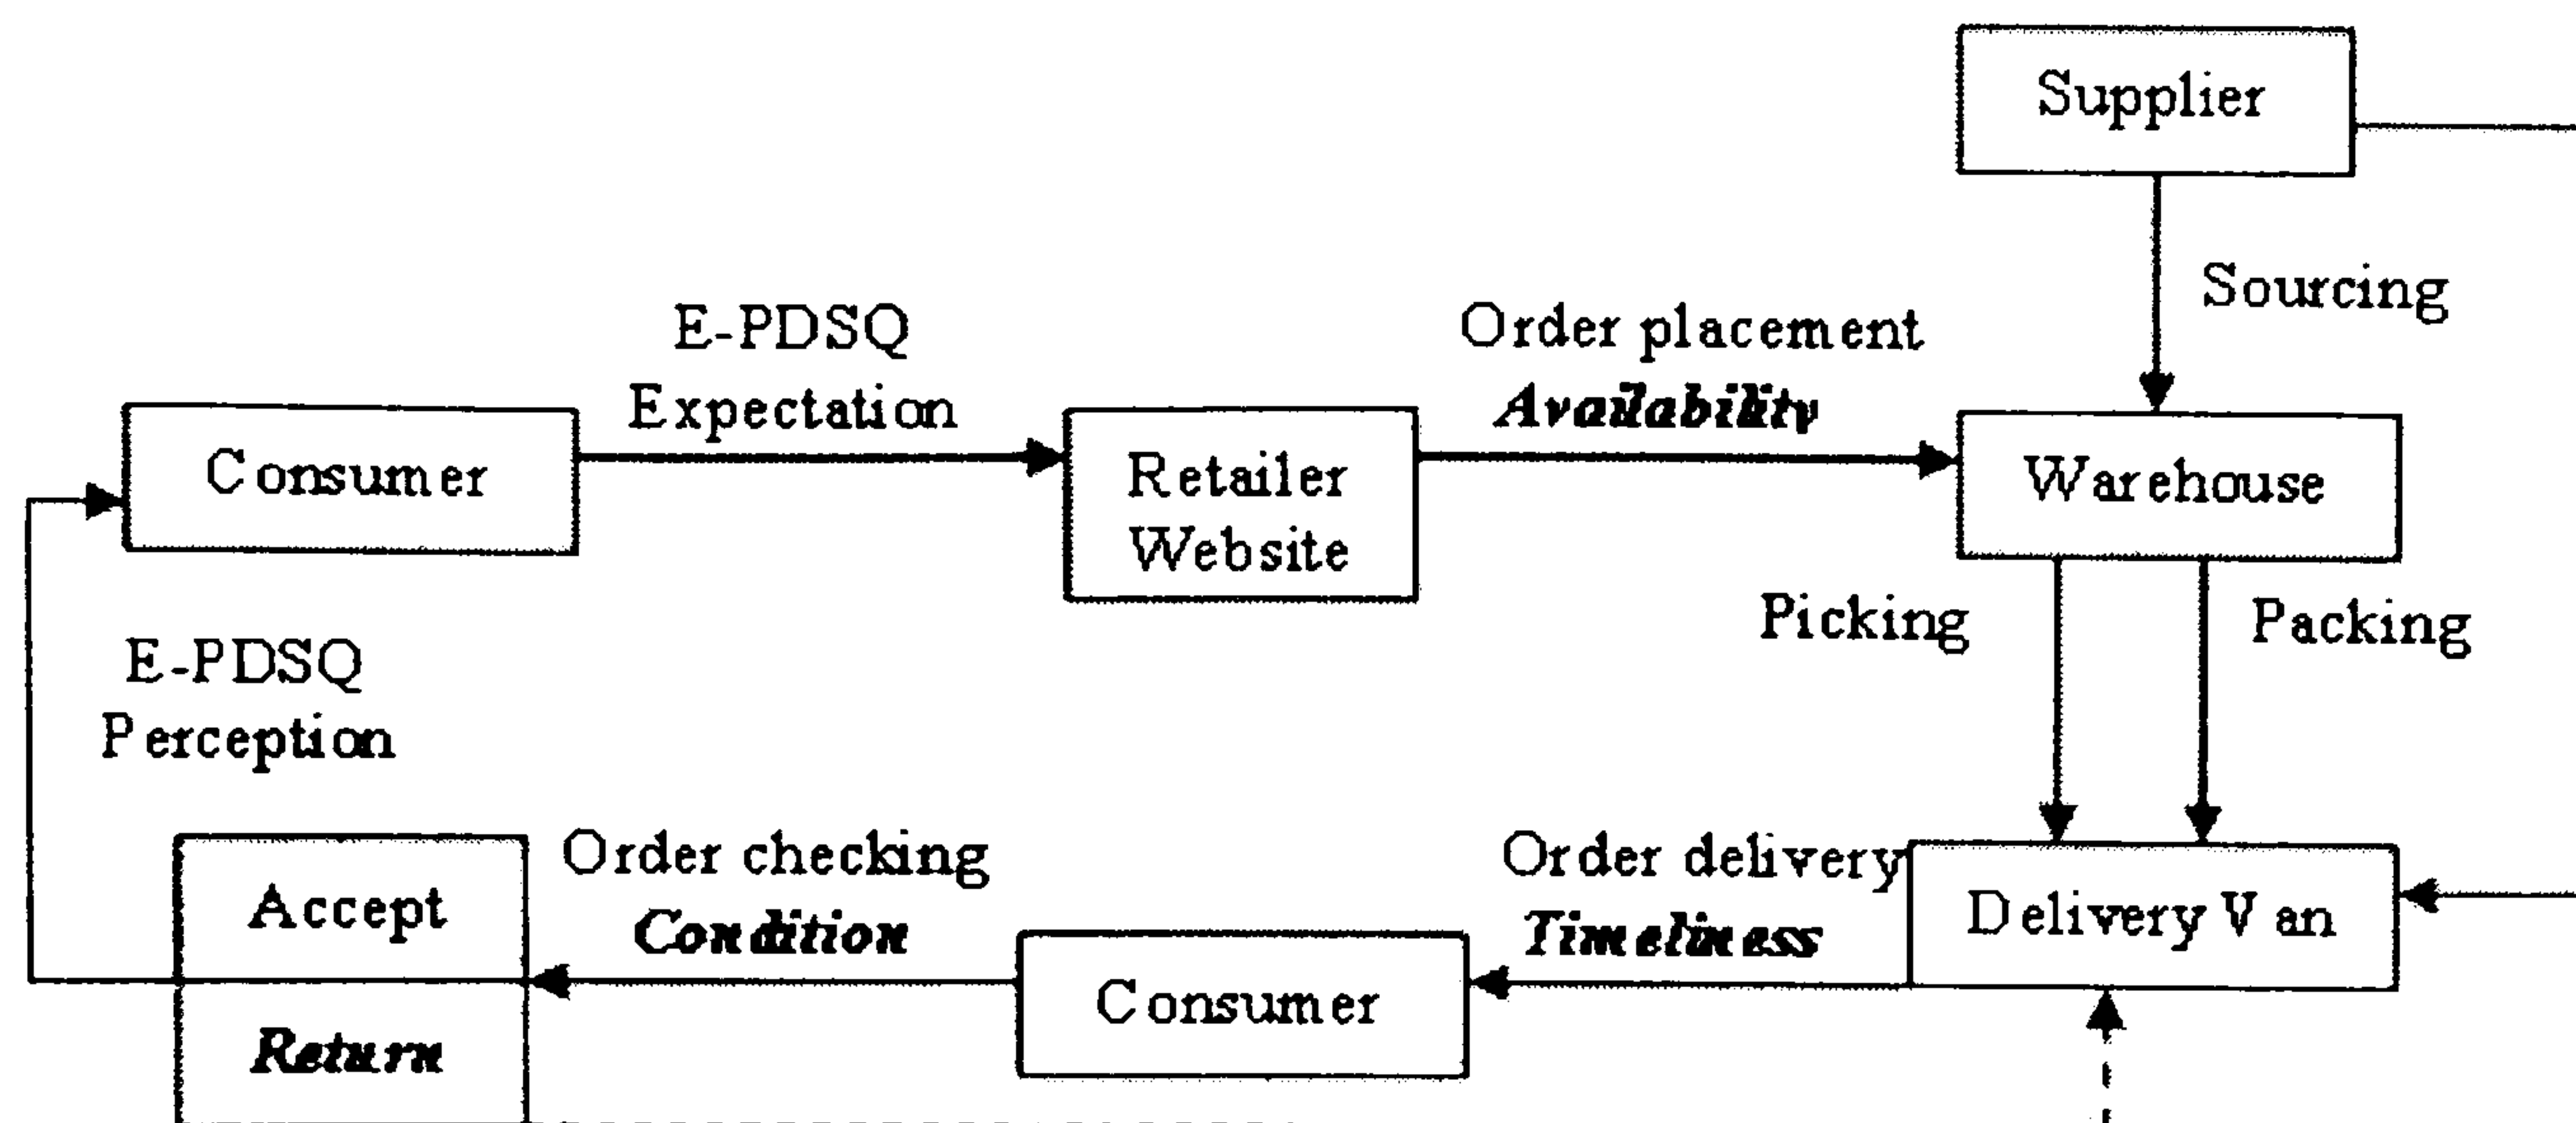 Supplier
Sourcing
E-PDSQ
Expectation
Order placement
Availability
Consumer
Retailer
Website
Warehouse
Picking
Packing
E-PDSQ
Perception
Order checking
Condition
Order delivery
Timeliness
Accept
Return
Consumer
Delivery Van